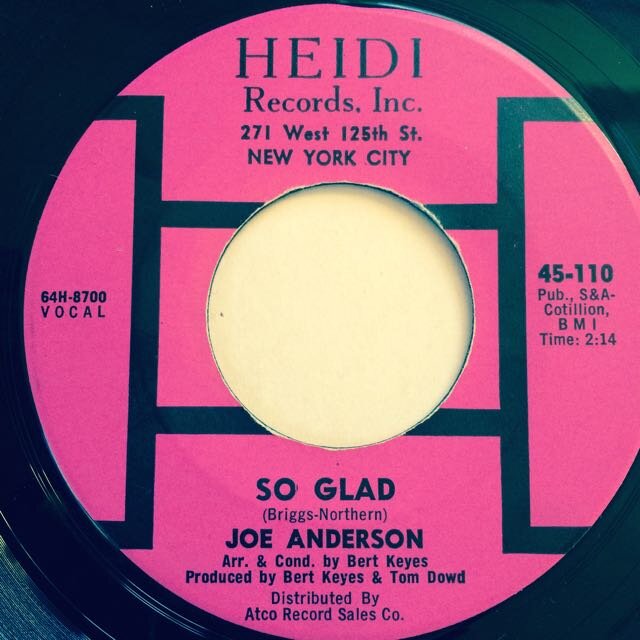 HEIDI
Records, Inc.
271 West 125th St.
NEW YORK CITY
64H-8700
VOCAL
45-110
Pub., S&A-
Cotillion,
BMI
Time: 2:14
SO GLAD
(Briggs-Northern)
JOE ANDERSON
Arr. & Cond. by Bert Keyes
Produced by Bert Keyes & Tom Dowd
Distributed By
Atco Record Sales Co.